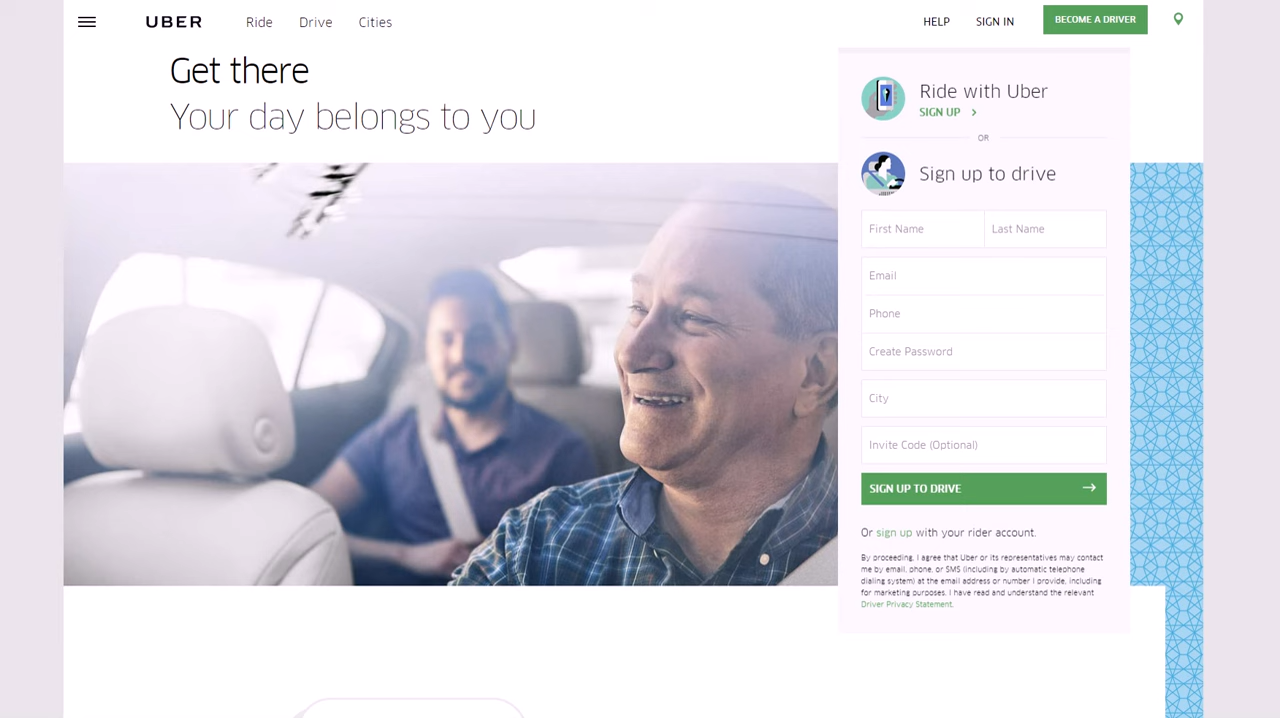 UBER
Ride
Drive
Cities
HELP
SIGN IN
BECOME A DRIVER
Get there
Your day belongs to you
Ride with Uber
SIGN UP >
OR
Sign up to drive
First Name
Last Name
Email
Phone
Create Password
City
Invite Code (Optional)
SIGN UP TO DRIVE →
Or sign up with your rider account.
By proceeding, I agree that Uber or its representatives may contact
me by email, phone, or SMS (including by automatic telephone
dialing system) at the email address or number I provide, including
for marketing purposes. I have read and understand the relevant
Driver Privacy Statement.